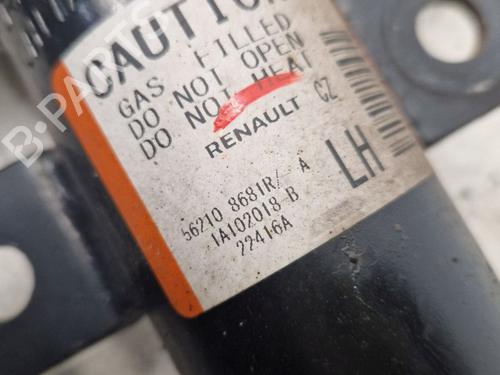 CAUTION
GAS FILLED
DO NOT OPEN
DO NOT HEAT
RENAULT CZ
LH
56210 8681R/- A
1A102018-B
22416A
B-PARTS